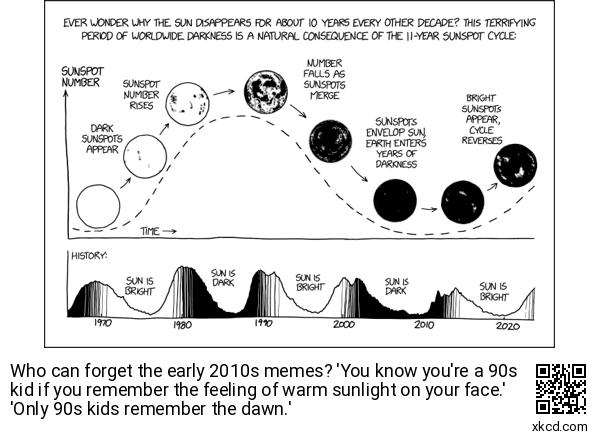 EVER WONDER WHY THE SUN DISAPPEARS FOR ABOUT 10 YEARS EVERY OTHER DECADE? THIS TERRIFYING
PERIOD OF WORLDWIDE DARKNESS IS A NATURAL CONSEQUENCE OF THE 11-YEAR SUNSPOT CYCLE:
SUNSPOT
NUMBER
DARK
SUNSPOTS
APPEAR
SUNSPOT
NUMBER
RISES
NUMBER
FALLS AS
SUNSPOTS
MERGE
SUNSPOTS
ENVELOP SUN,
EARTH ENTERS
YEARS OF
DARKNESS
BRIGHT
SUNSPOTS
APPEAR,
CYCLE
REVERSES
TIME
HISTORY:
SUN IS
BRIGHT
SUN IS
DARK
SUN IS
BRIGHT
SUN IS
DARK
SUN IS
BRIGHT
1970 1980 1990 2000 2010 2020
Who can forget the early 2010s memes? 'You know you're a 90s
kid if you remember the feeling of warm sunlight on your face.'
'Only 90s kids remember the dawn.'
xkcd.com